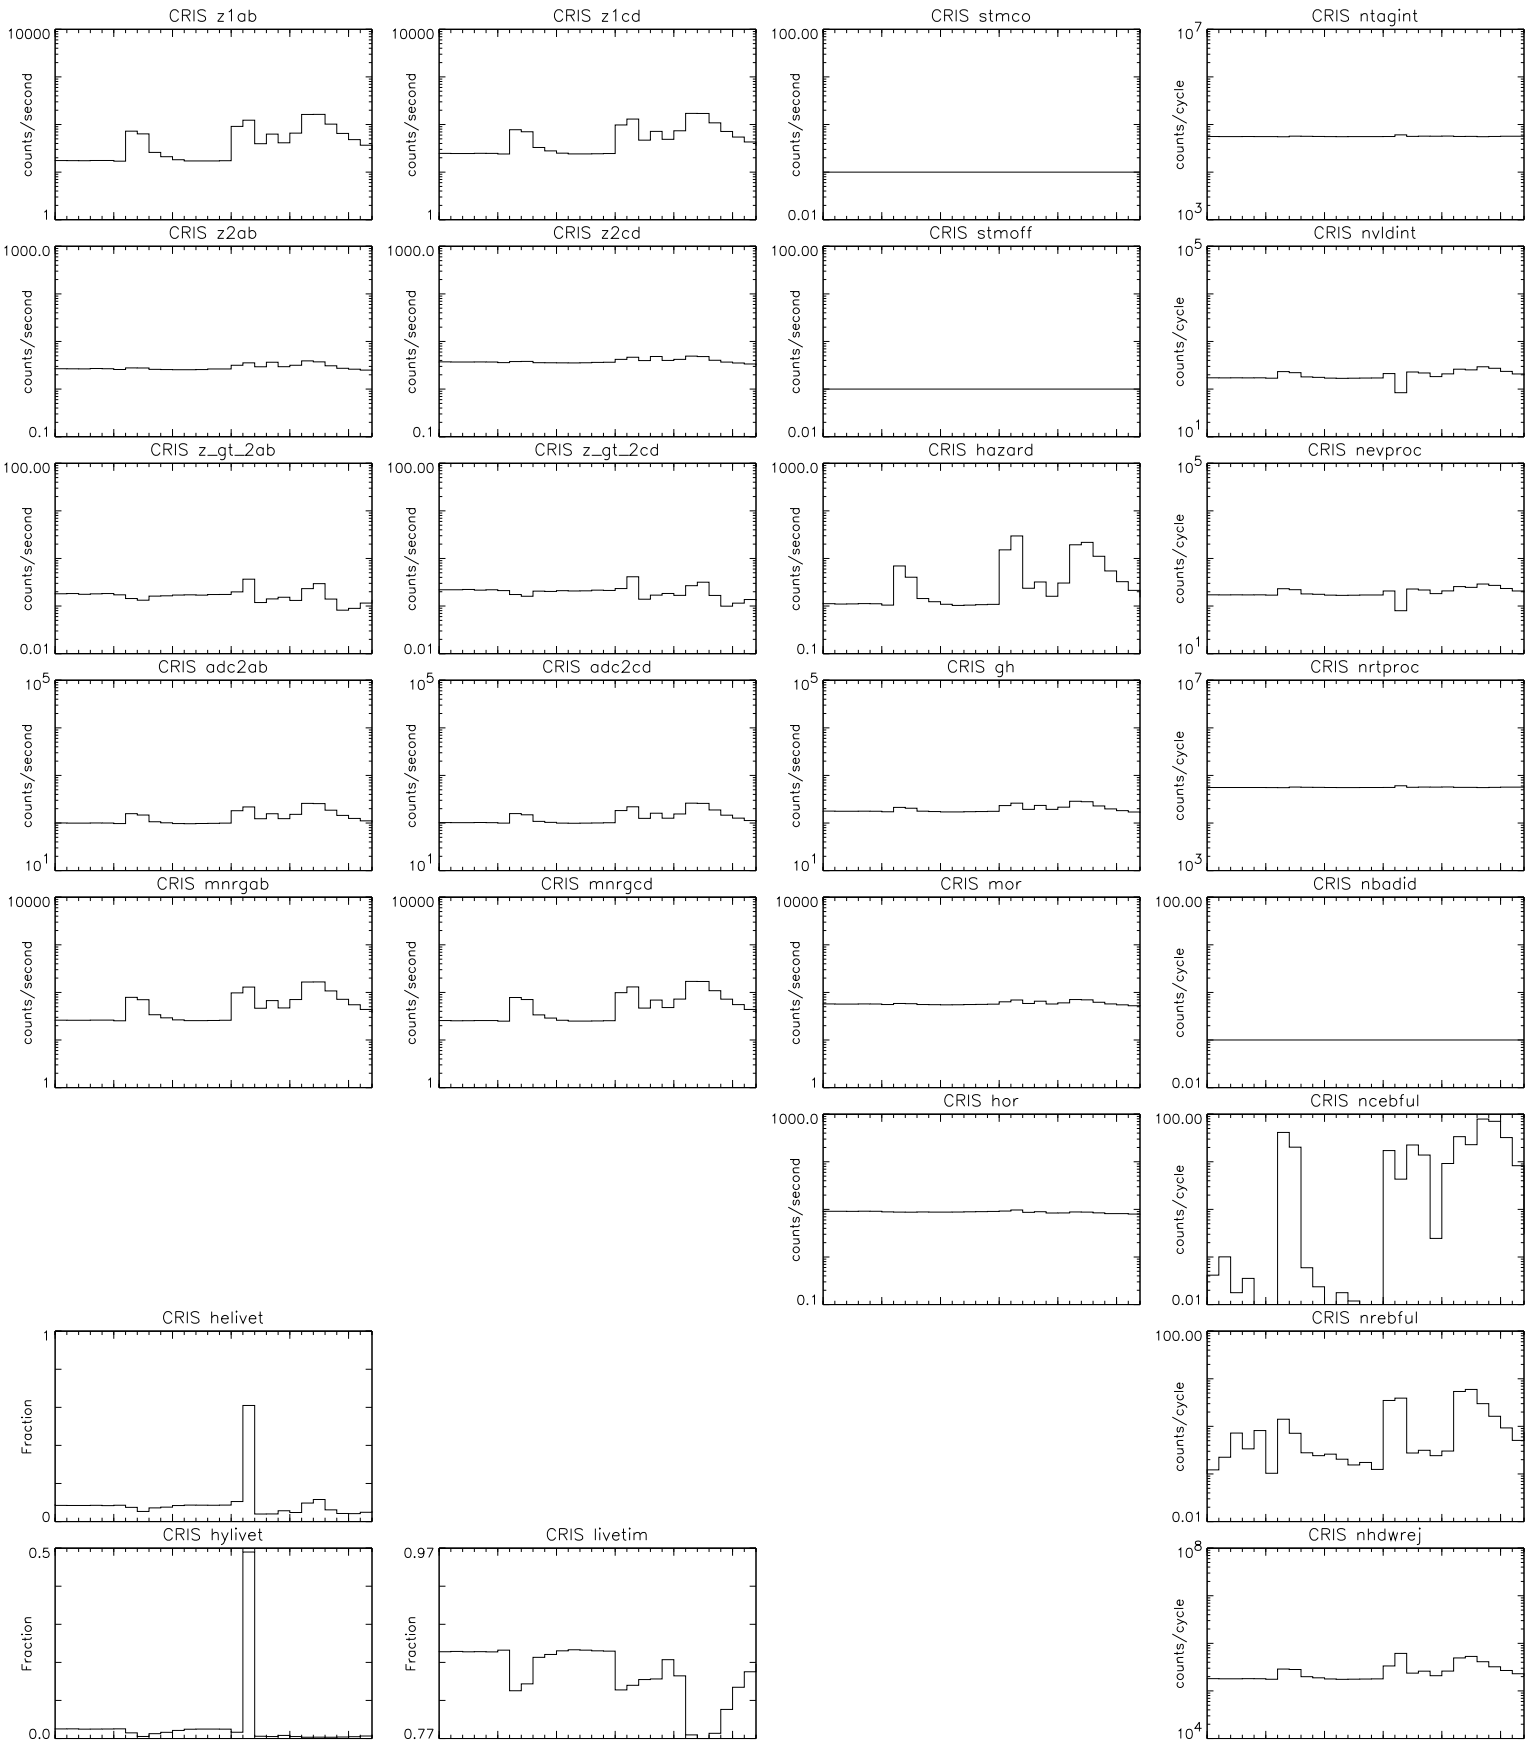 CRIS z1ab
10000
counts/second
1
CRIS z1cd
10000
counts/second
1
CRIS stmco
100.00
counts/second
0.01
CRIS ntagint
10^7
counts/cycle
10^3
CRIS z2ab
1000.0
counts/second
0.1
CRIS z2cd
1000.0
counts/second
0.1
CRIS stmoff
100.00
counts/second
0.01
CRIS nvldint
10^5
counts/cycle
10^1
CRIS z_gt_2ab
100.00
counts/second
0.01
CRIS z_gt_2cd
100.00
counts/second
0.01
CRIS hazard
1000.0
counts/second
0.1
CRIS nevproc
10^5
counts/cycle
10^1
CRIS adc2ab
10^5
counts/second
10^1
CRIS adc2cd
10^5
counts/second
10^1
CRIS gh
10^5
counts/second
10^1
CRIS nrtproc
10^7
counts/cycle
10^3
CRIS mnrgab
10000
counts/second
1
CRIS mnrgcd
10000
counts/second
1
CRIS mor
10000
counts/second
1
CRIS nbadid
100.00
counts/cycle
0.01
CRIS hor
1000.0
counts/second
0.1
CRIS ncebful
100.00
counts/cycle
0.01
CRIS helivet
1
Fraction
0
CRIS nrebful
100.00
counts/cycle
0.01
CRIS hylivet
0.5
Fraction
0.0
CRIS livetim
0.97
Fraction
0.77
CRIS nhdwrej
10^8
counts/cycle
10^4